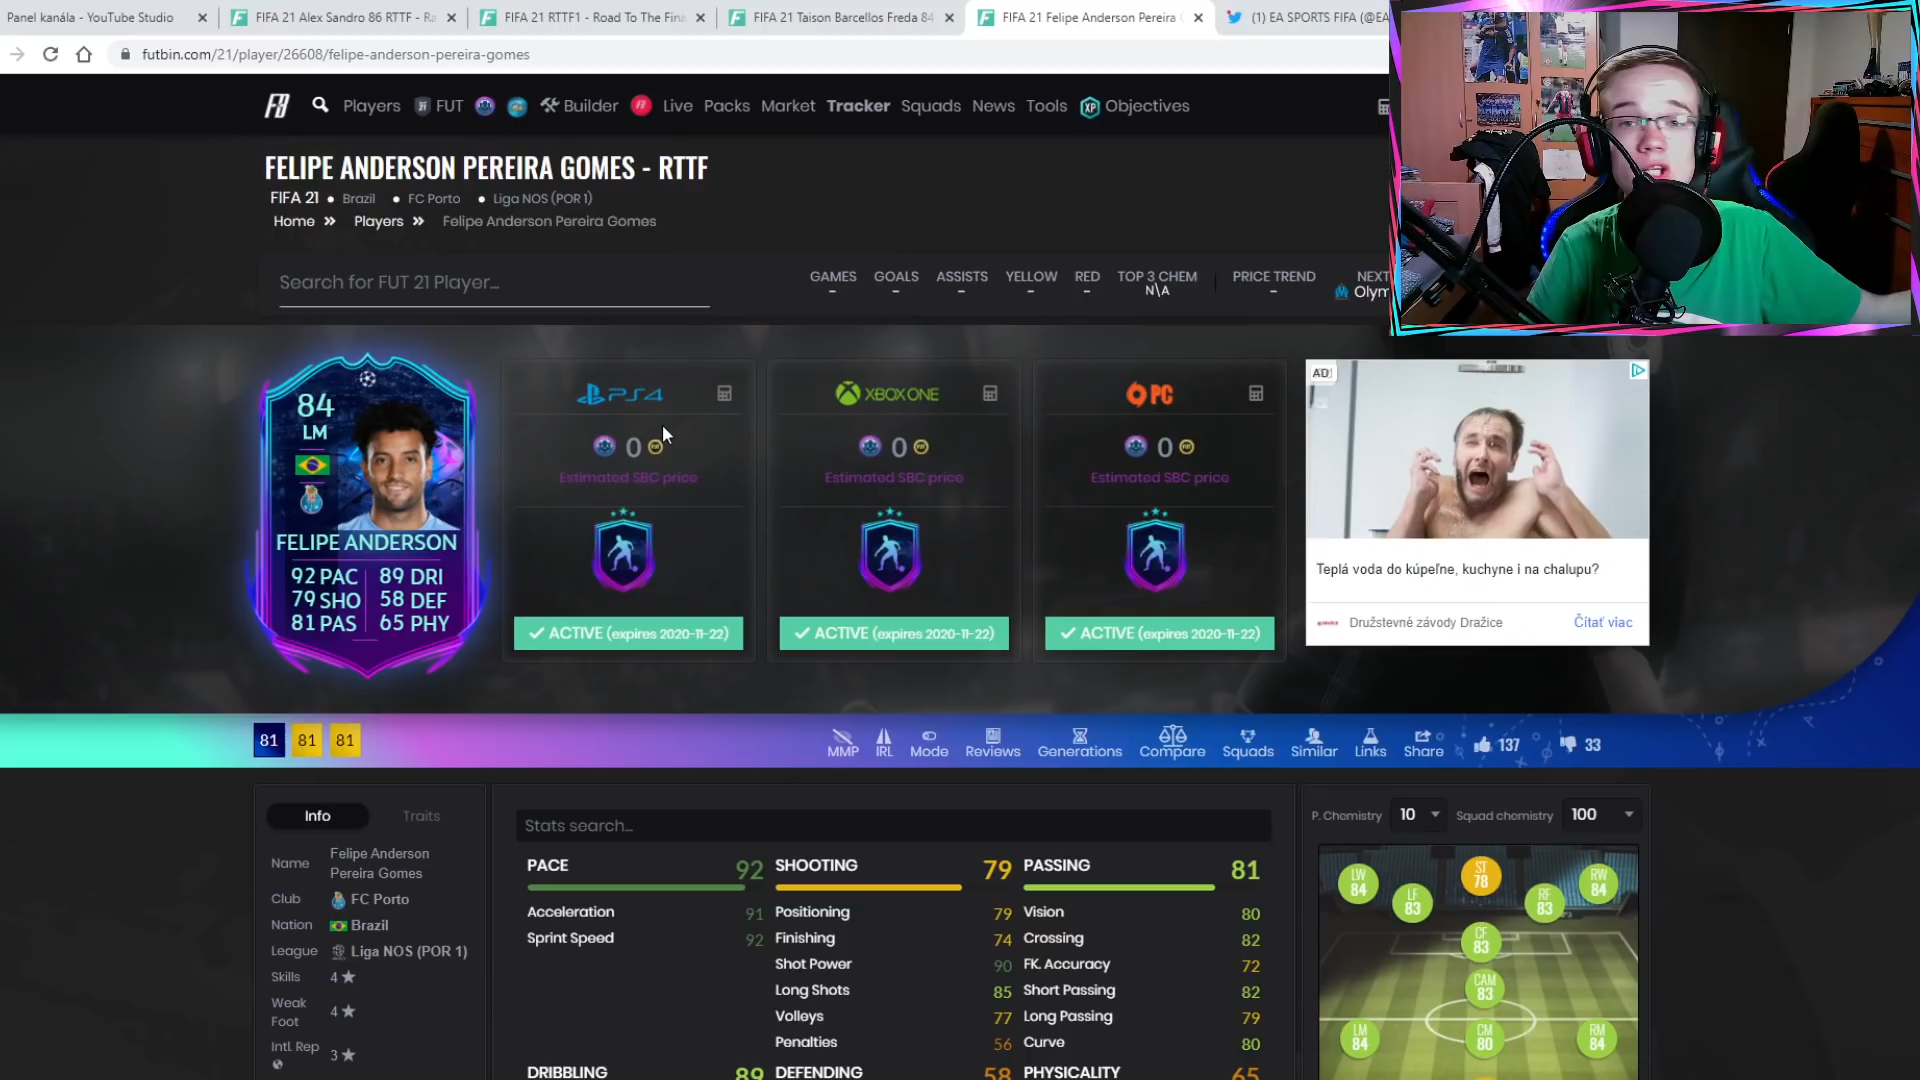 Panel kanála - YouTube Studio
FIFA 21 Alex Sandro 86 RTTF - Ra
FIFA 21 RTTF1 - Road To The Fina
FIFA 21 Taison Barcellos Freda 84
FIFA 21 Felipe Anderson Pereira
(1) EA SPORTS FIFA (@EA
futbin.com/21/player/26608/felipe-anderson-pereira-gomes
Players FUT Builder Live Packs Market Tracker Squads News Tools Objectives
FELIPE ANDERSON PEREIRA GOMES - RTTF
FIFA 21 • Brazil • FC Porto • Liga NOS (POR 1)
Home >> Players >> Felipe Anderson Pereira Gomes
Search for FUT 21 Player...
GAMES GOALS ASSISTS YELLOW RED TOP 3 CHEM PRICE TREND NEXT
- - - - - N\A - Olym
84
LM
FELIPE ANDERSON
92 PAC 89 DRI
79 SHO 58 DEF
81 PAS 65 PHY
PS4
0
Estimated SBC price
ACTIVE (expires 2020-11-22)
XBOX ONE
0
Estimated SBC price
ACTIVE (expires 2020-11-22)
PC
0
Estimated SBC price
ACTIVE (expires 2020-11-22)
AD
Teplá voda do kúpeľne, kuchyne i na chalupu?
Družstevné závody Dražice Čítať viac
81 81 81
MMP IRL Mode Reviews Generations Compare Squads Similar Links Share 137 33
Info Traits
Name Felipe Anderson
Pereira Gomes
Club FC Porto
Nation Brazil
League Liga NOS (POR 1)
Skills 4 ★
Weak
Foot 4 ★
Intl. Rep 3 ★
Stats search...
PACE 92
Acceleration 91
Sprint Speed 92
SHOOTING 79
Positioning 79
Finishing 74
Shot Power 90
Long Shots 85
Volleys 77
Penalties 56
PASSING 81
Vision 80
Crossing 82
FK. Accuracy 72
Short Passing 82
Long Passing 79
Curve 80
DRIBBLING 89 DEFENDING 58 PHYSICALITY 65
P. Chemistry 10 Squad chemistry 100
LW
84
ST
78
RW
84
LF
83
RF
83
CF
83
CAM
83
LM
84
CM
80
RM
84